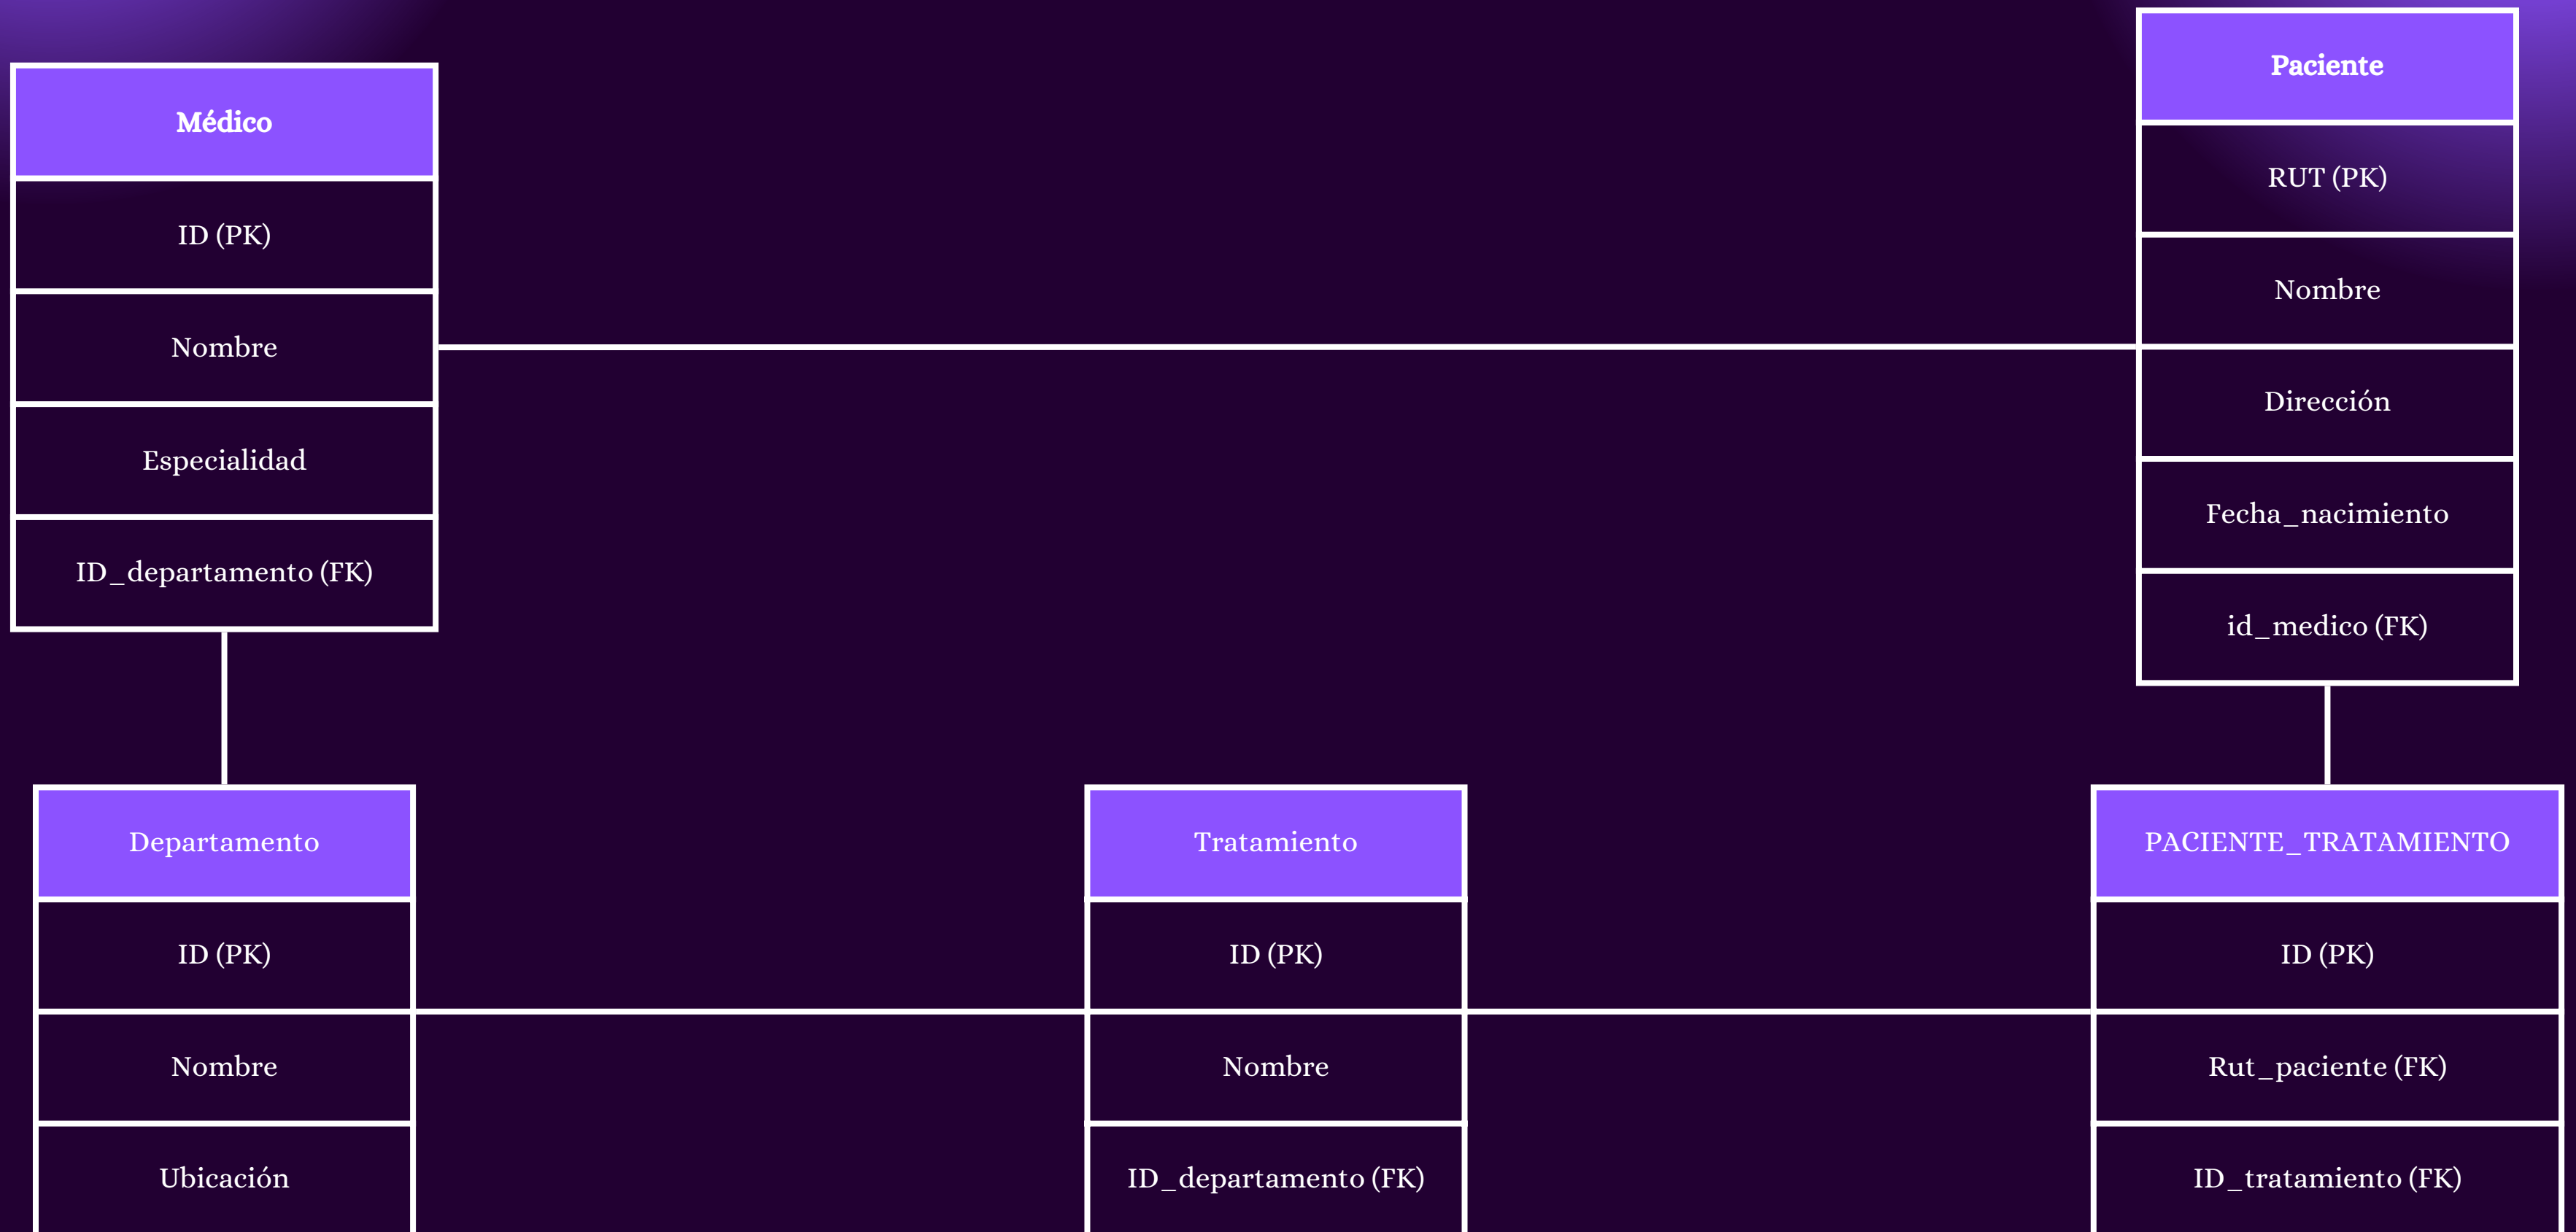 Médico
ID (PK)
Nombre
Especialidad
ID_departamento (FK)
Paciente
RUT (PK)
Nombre
Dirección
Fecha_nacimiento
id_medico (FK)
Departamento
ID (PK)
Nombre
Ubicación
Tratamiento
ID (PK)
Nombre
ID_departamento (FK)
PACIENTE_TRATAMIENTO
ID (PK)
Rut_paciente (FK)
ID_tratamiento (FK)